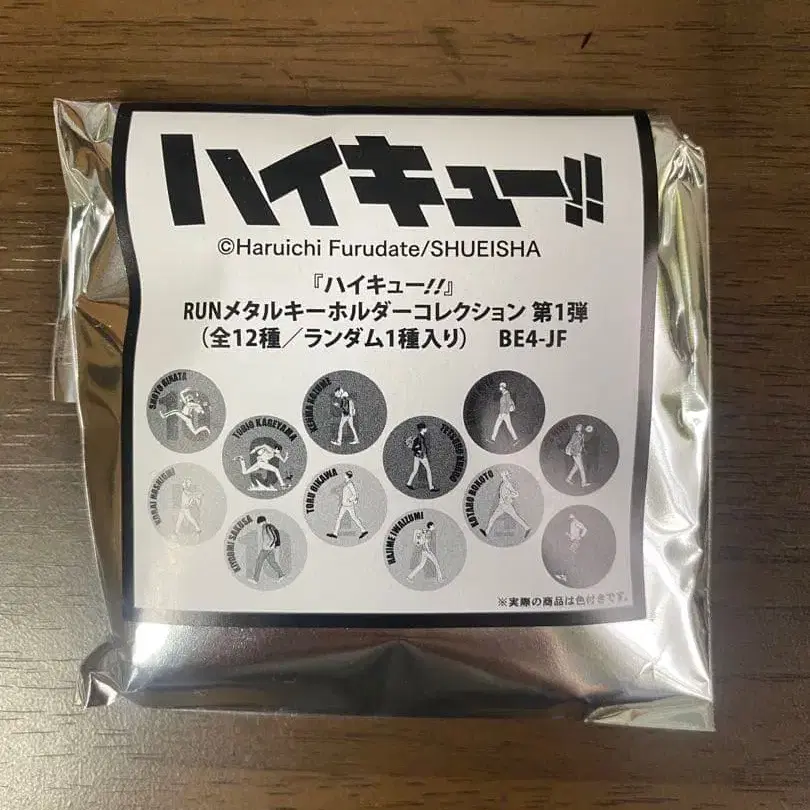 ハイキュー!!
©Haruichi Furudate/SHUEISHA
『ハイキュー!!』
RUNメタルキーホルダーコレクション 第1弾
(全12種／ランダム1種入り) BE4-JF
SHOYO HINATA
TOBIO KAGEYAMA
KENMA KOZUME
TETSURO KUROO
KORAI HOSHIUMI
KIYOOMI SAKUSA
TORU OIKAWA
HAJIME IWAIZUMI
KOTARO BOKUTO
※実際の商品は色付きです。